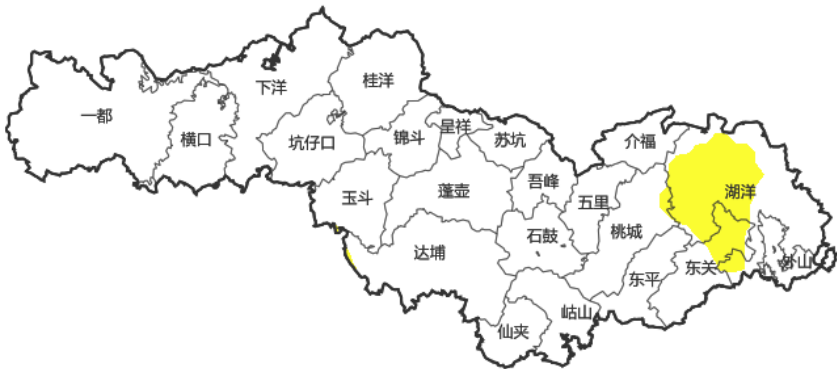 桂洋
下洋
一都
呈祥
锦斗
苏坑
横口
坑仔口
介福
吾峰
玉斗
蓬壶
湖洋
五里
桃城
石鼓
达埔
外山
东关
东平
岵山
仙夹